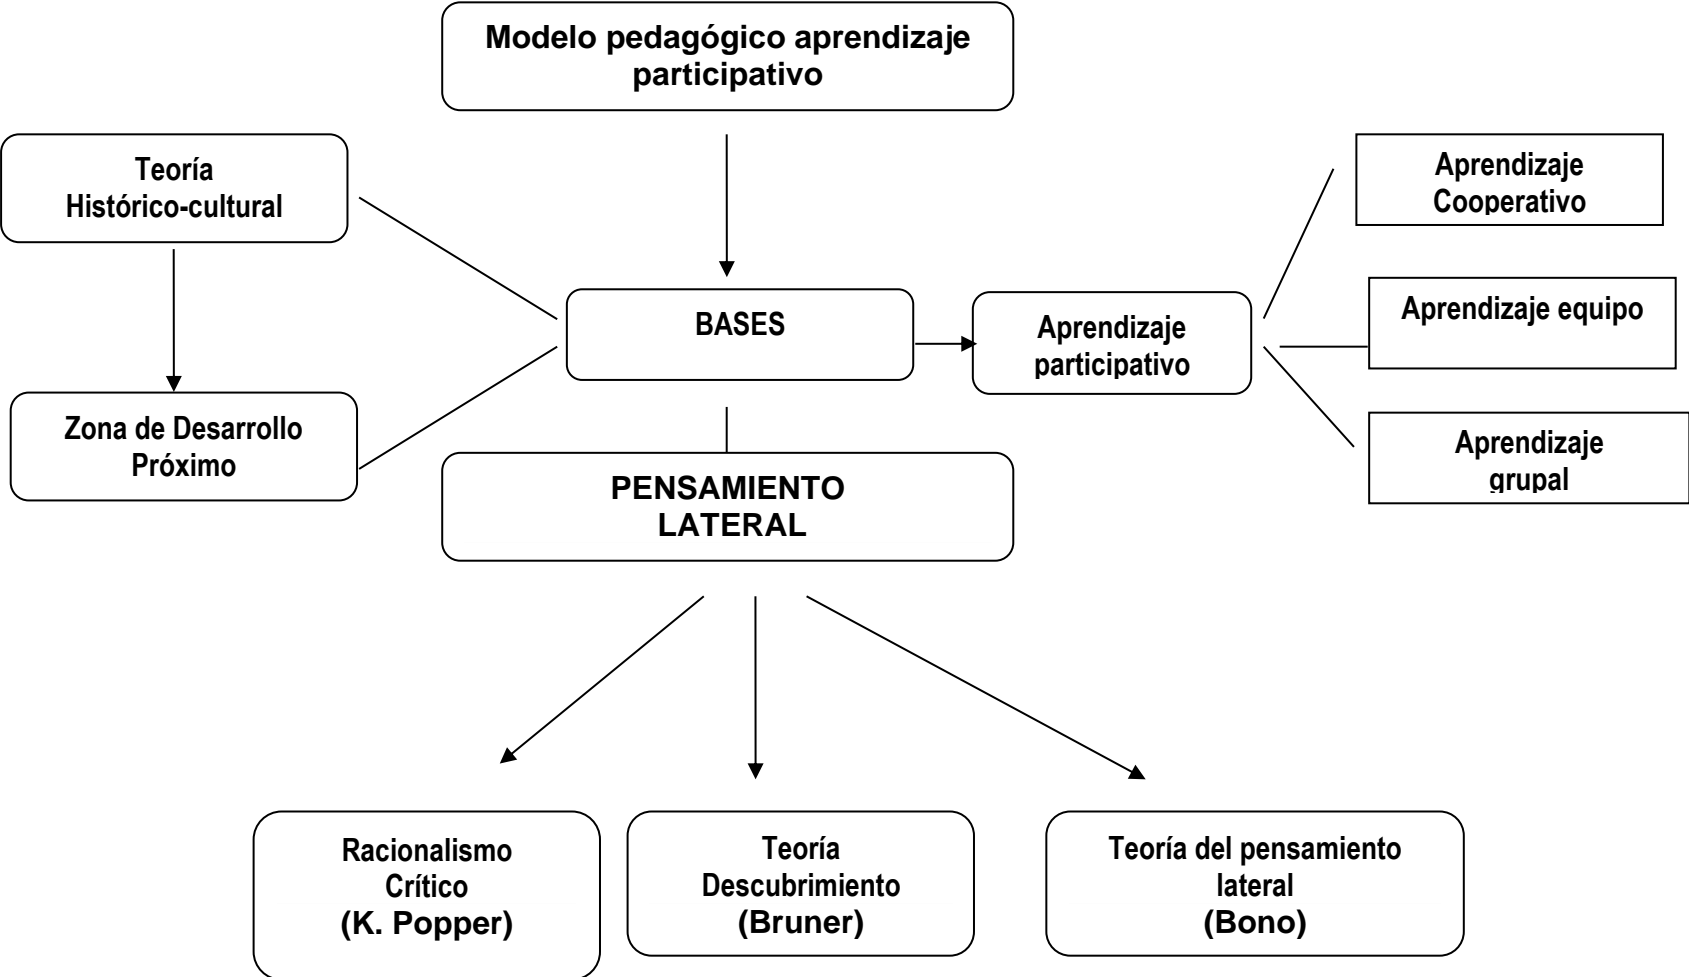 Modelo pedagógico aprendizaje
participativo
Teoría
Histórico-cultural
Aprendizaje
Cooperativo
BASES
Aprendizaje
participativo
Aprendizaje equipo
Zona de Desarrollo
Próximo
Aprendizaje
grupal
PENSAMIENTO
LATERAL
Racionalismo
Crítico
(K. Popper)
Teoría
Descubrimiento
(Bruner)
Teoría del pensamiento
lateral
(Bono)